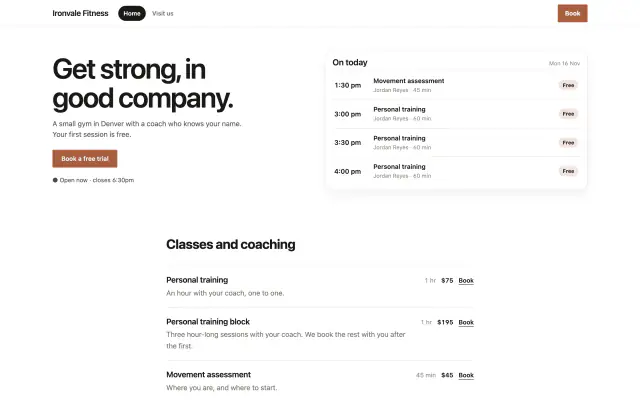 Ironvale Fitness
Home
Visit us
Book
Get strong, in
good company.
A small gym in Denver with a coach who knows your name.
Your first session is free.
Book a free trial
Open now · closes 6:30pm
On today
Mon 16 Nov
1:30 pm
Movement assessment
Jordan Reyes · 45 min
Free
3:00 pm
Personal training
Jordan Reyes · 60 min
Free
3:30 pm
Personal training
Jordan Reyes · 60 min
Free
4:00 pm
Personal training
Jordan Reyes · 60 min
Free
Classes and coaching
Personal training
1 hr $75 Book
An hour with your coach, one to one.
Personal training block
1 hr $195 Book
Three hour-long sessions with your coach. We book the rest with you after
the first.
Movement assessment
45 min $45 Book
Where you are, and where to start.